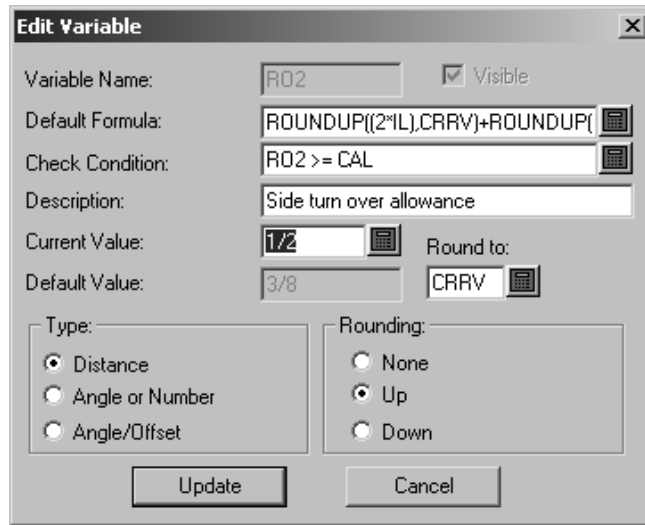 Edit Variable
Variable Name: RO2 Visible
Default Formula: ROUNDUP((2*IL),CRRV)+ROUNDUP(
Check Condition: RO2 >= CAL
Description: Side turn over allowance
Current Value: 1/2 Round to:
Default Value: 3/8 CRRV
Type: Rounding:
Distance None
Angle or Number Up
Angle/Offset Down
Update Cancel